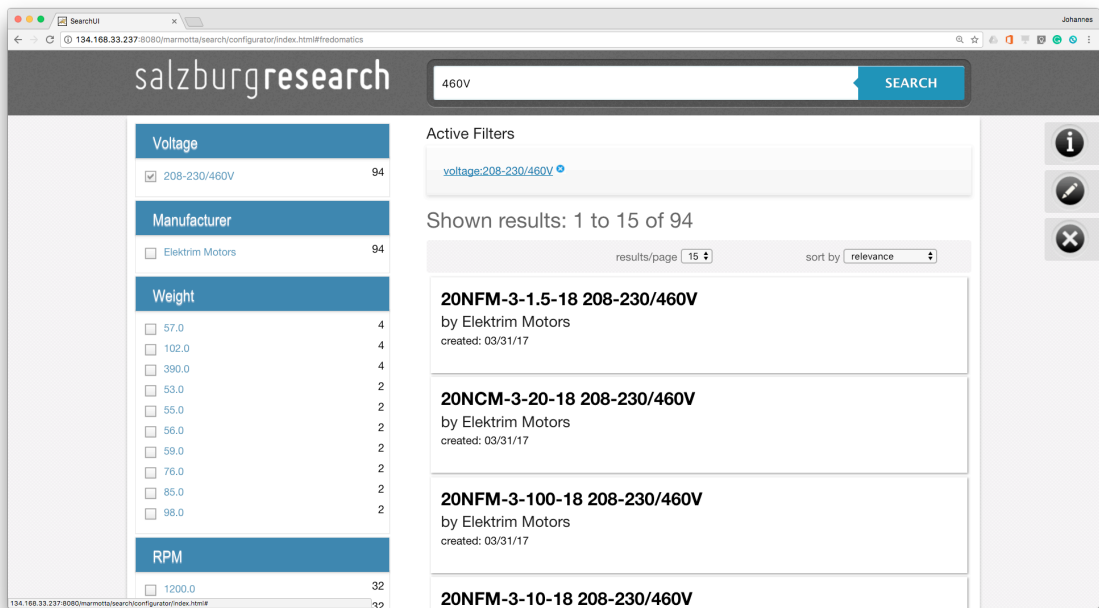 SearchUI
Johannes
134.168.33.237:8080/marmotta/search/configurator/index.html#fredomatics
salzburgresearch
460V
SEARCH
Voltage
208-230/460V 94
Manufacturer
Elektrim Motors 94
Weight
57.0 4
102.0 4
390.0 4
53.0 2
55.0 2
56.0 2
59.0 2
76.0 2
85.0 2
98.0 2
RPM
1200.0 32
32
Active Filters
voltage:208-230/460V
Shown results: 1 to 15 of 94
results/page 15 sort by relevance
20NFM-3-1.5-18 208-230/460V
by Elektrim Motors
created: 03/31/17
20NCM-3-20-18 208-230/460V
by Elektrim Motors
created: 03/31/17
20NFM-3-100-18 208-230/460V
by Elektrim Motors
created: 03/31/17
20NFM-3-10-18 208-230/460V
134.168.33.237:8080/marmotta/search/configurator/index.html#